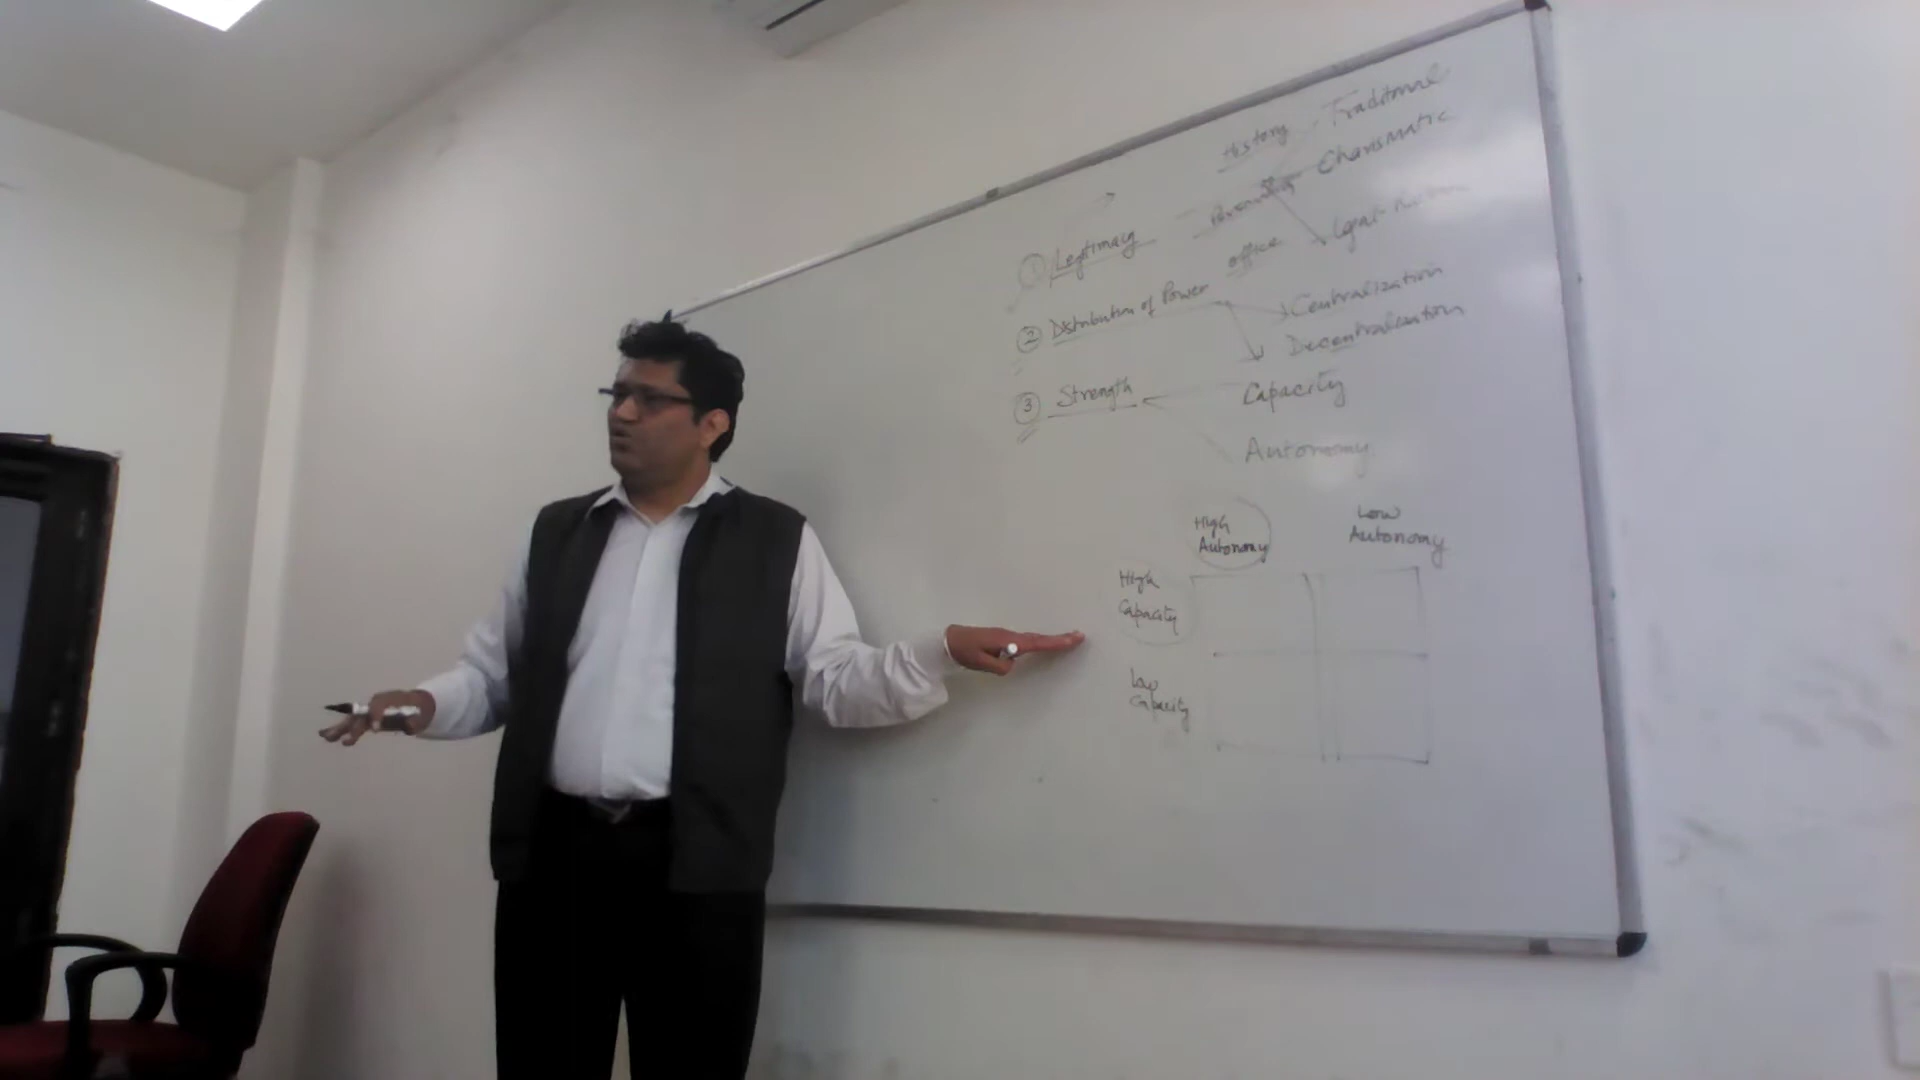 History Traditional
Charismatic
① Legitimacy
office Legal-
② Distribution of Power
Centralization
Decentralization
③ Strength
Capacity
Autonomy
High
Autonomy
Low
Autonomy
High
Capacity
Low
Capacity